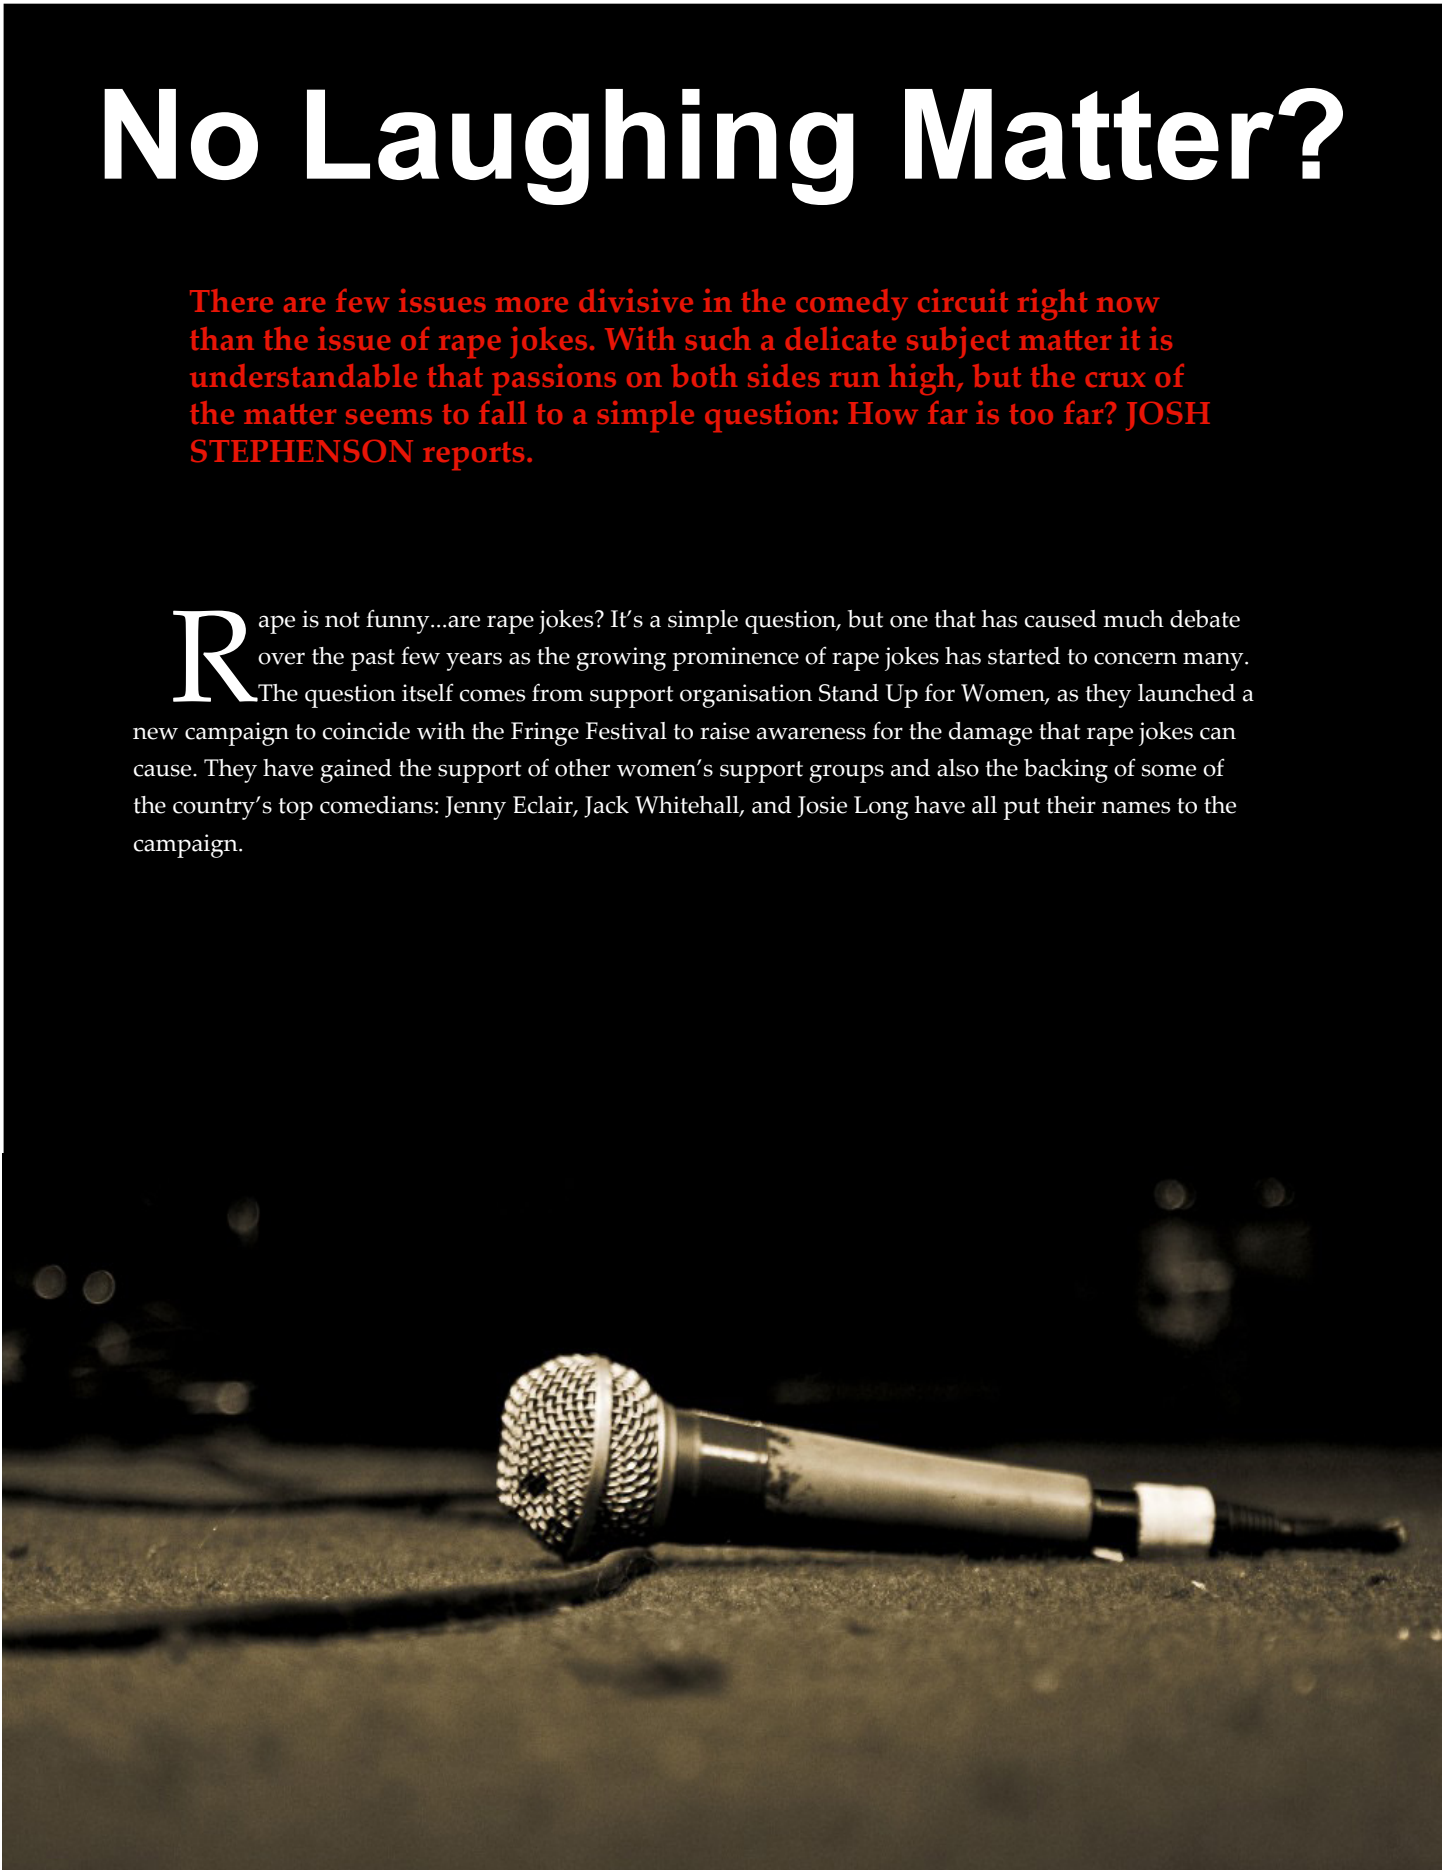 No Laughing Matter?
There are few issues more divisive in the comedy circuit right now
than the issue of rape jokes. With such a delicate subject matter it is
understandable that passions on both sides run high, but the crux of
the matter seems to fall to a simple question: How far is too far? JOSH
STEPHENSON reports.
Rape is not funny...are rape jokes? It’s a simple question, but one that has caused much debate
over the past few years as the growing prominence of rape jokes has started to concern many.
The question itself comes from support organisation Stand Up for Women, as they launched a
new campaign to coincide with the Fringe Festival to raise awareness for the damage that rape jokes can
cause. They have gained the support of other women’s support groups and also the backing of some of
the country’s top comedians: Jenny Eclair, Jack Whitehall, and Josie Long have all put their names to the
campaign.